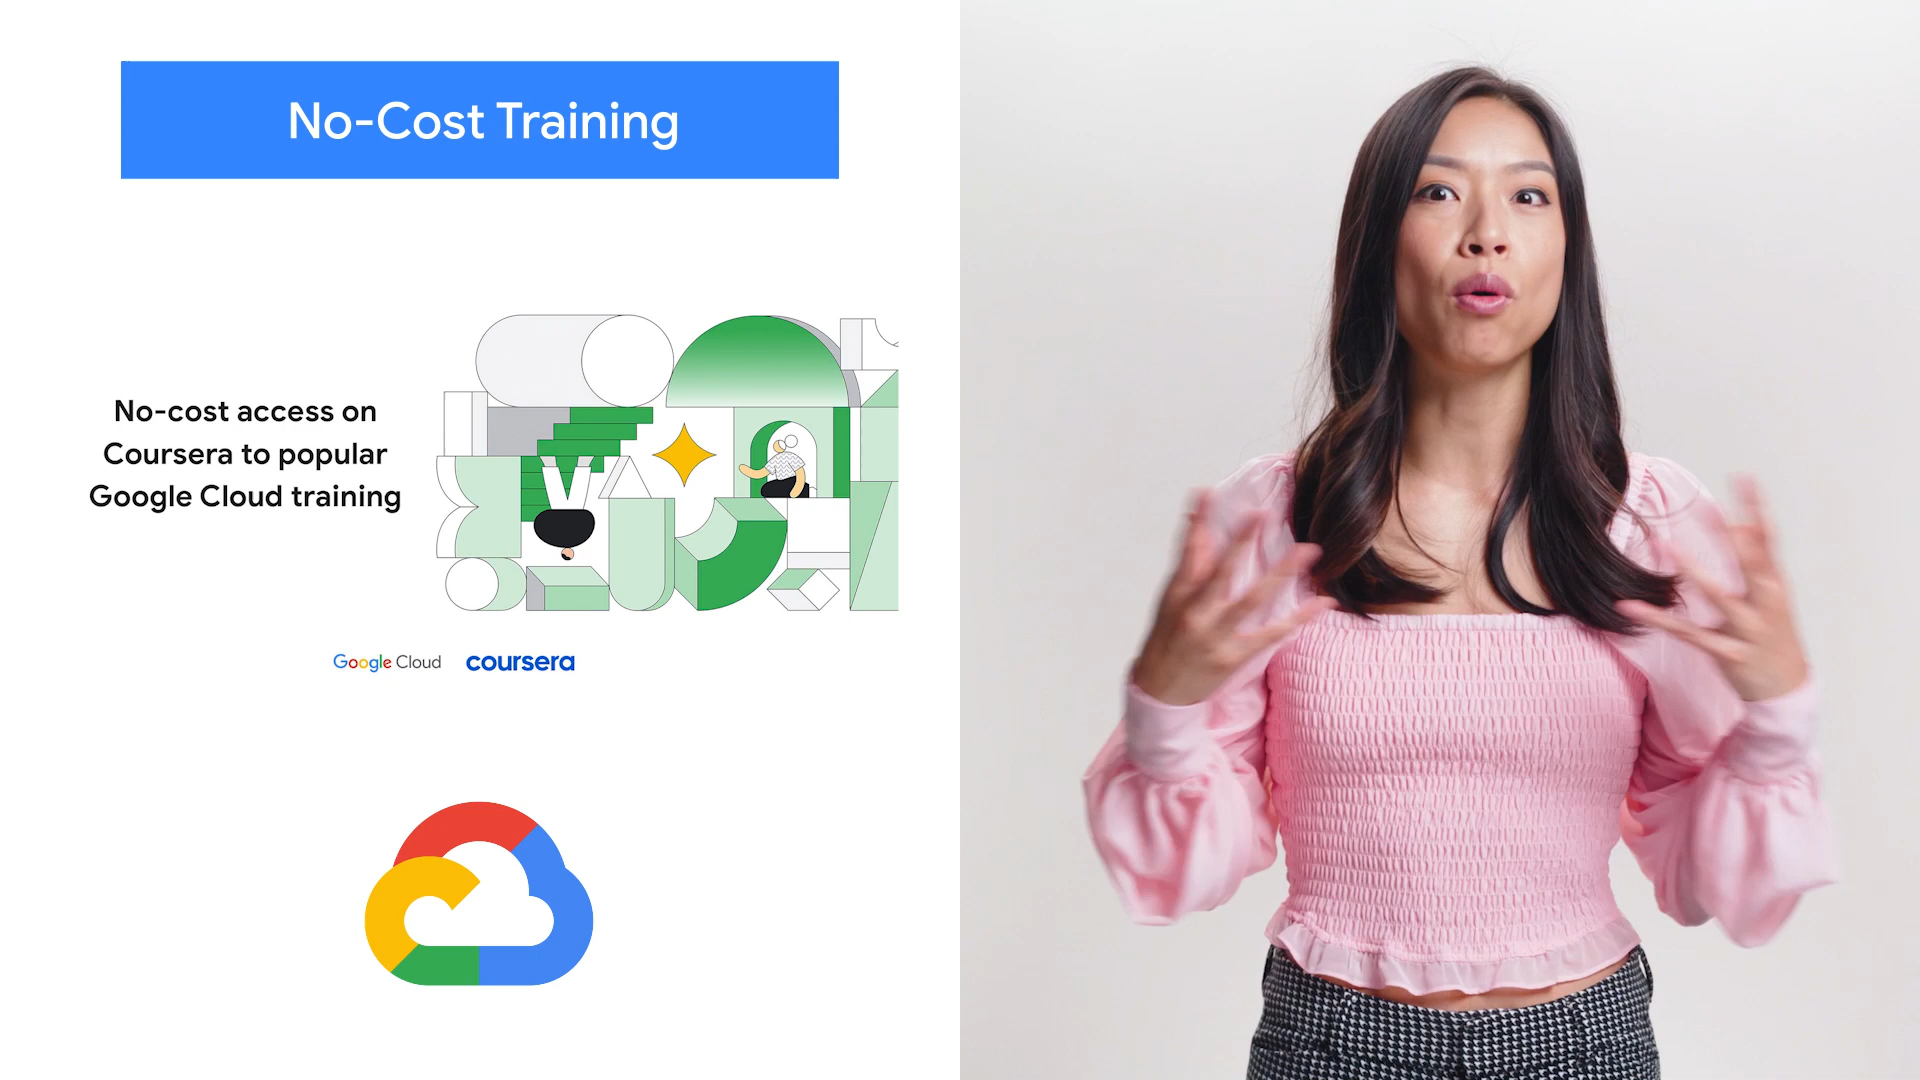 No-Cost Training
No-cost access on
Coursera to popular
Google Cloud training
Google Cloud coursera